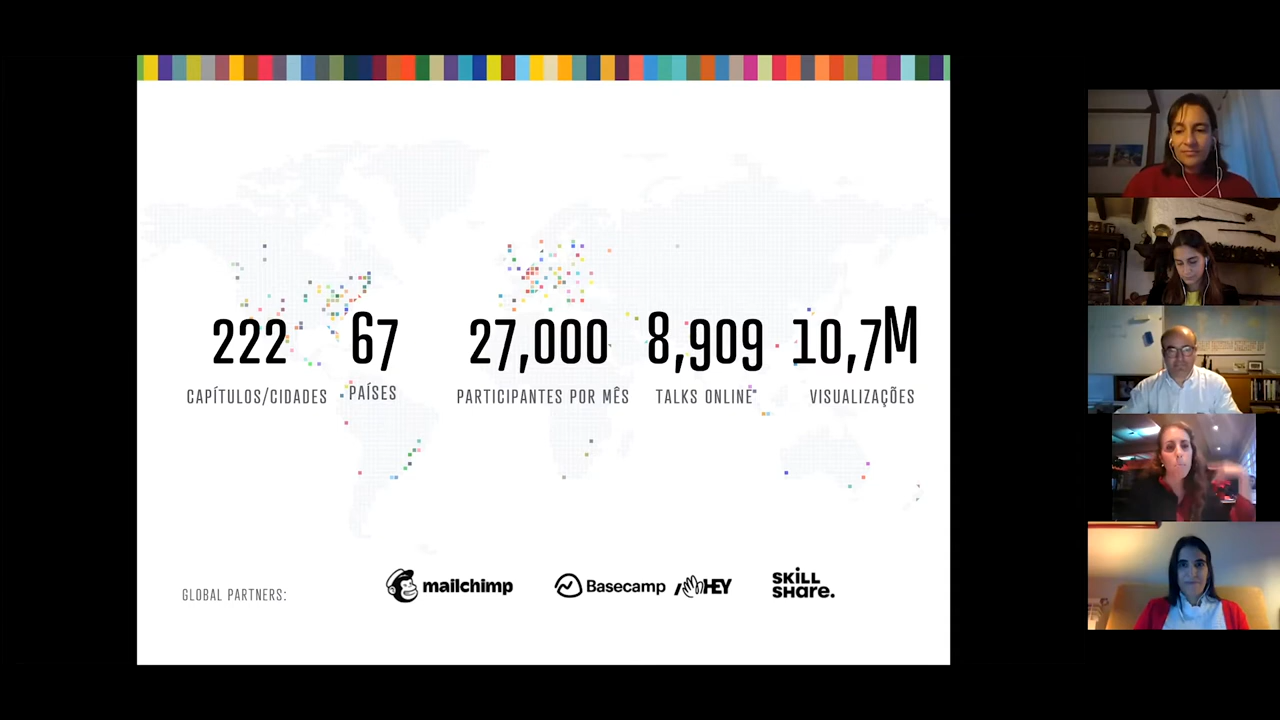 222 67 27,000 8,909 10,7M
CAPÍTULOS/CIDADES PAÍSES PARTICIPANTES POR MÊS TALKS ONLINE VISUALIZAÇÕES
GLOBAL PARTNERS: mailchimp Basecamp /HEY SKILL
SHARE.